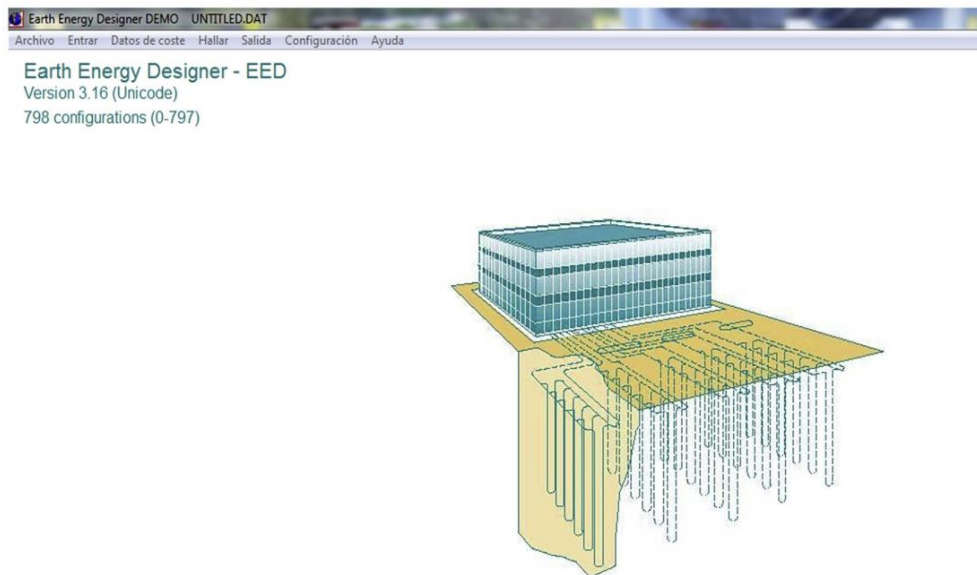 Earth Energy Designer DEMO UNTITLED.DAT
Archivo Entrar Datos de coste Hallar Salida Configuración Ayuda
Earth Energy Designer - EED
Version 3.16 (Unicode)
798 configurations (0-797)